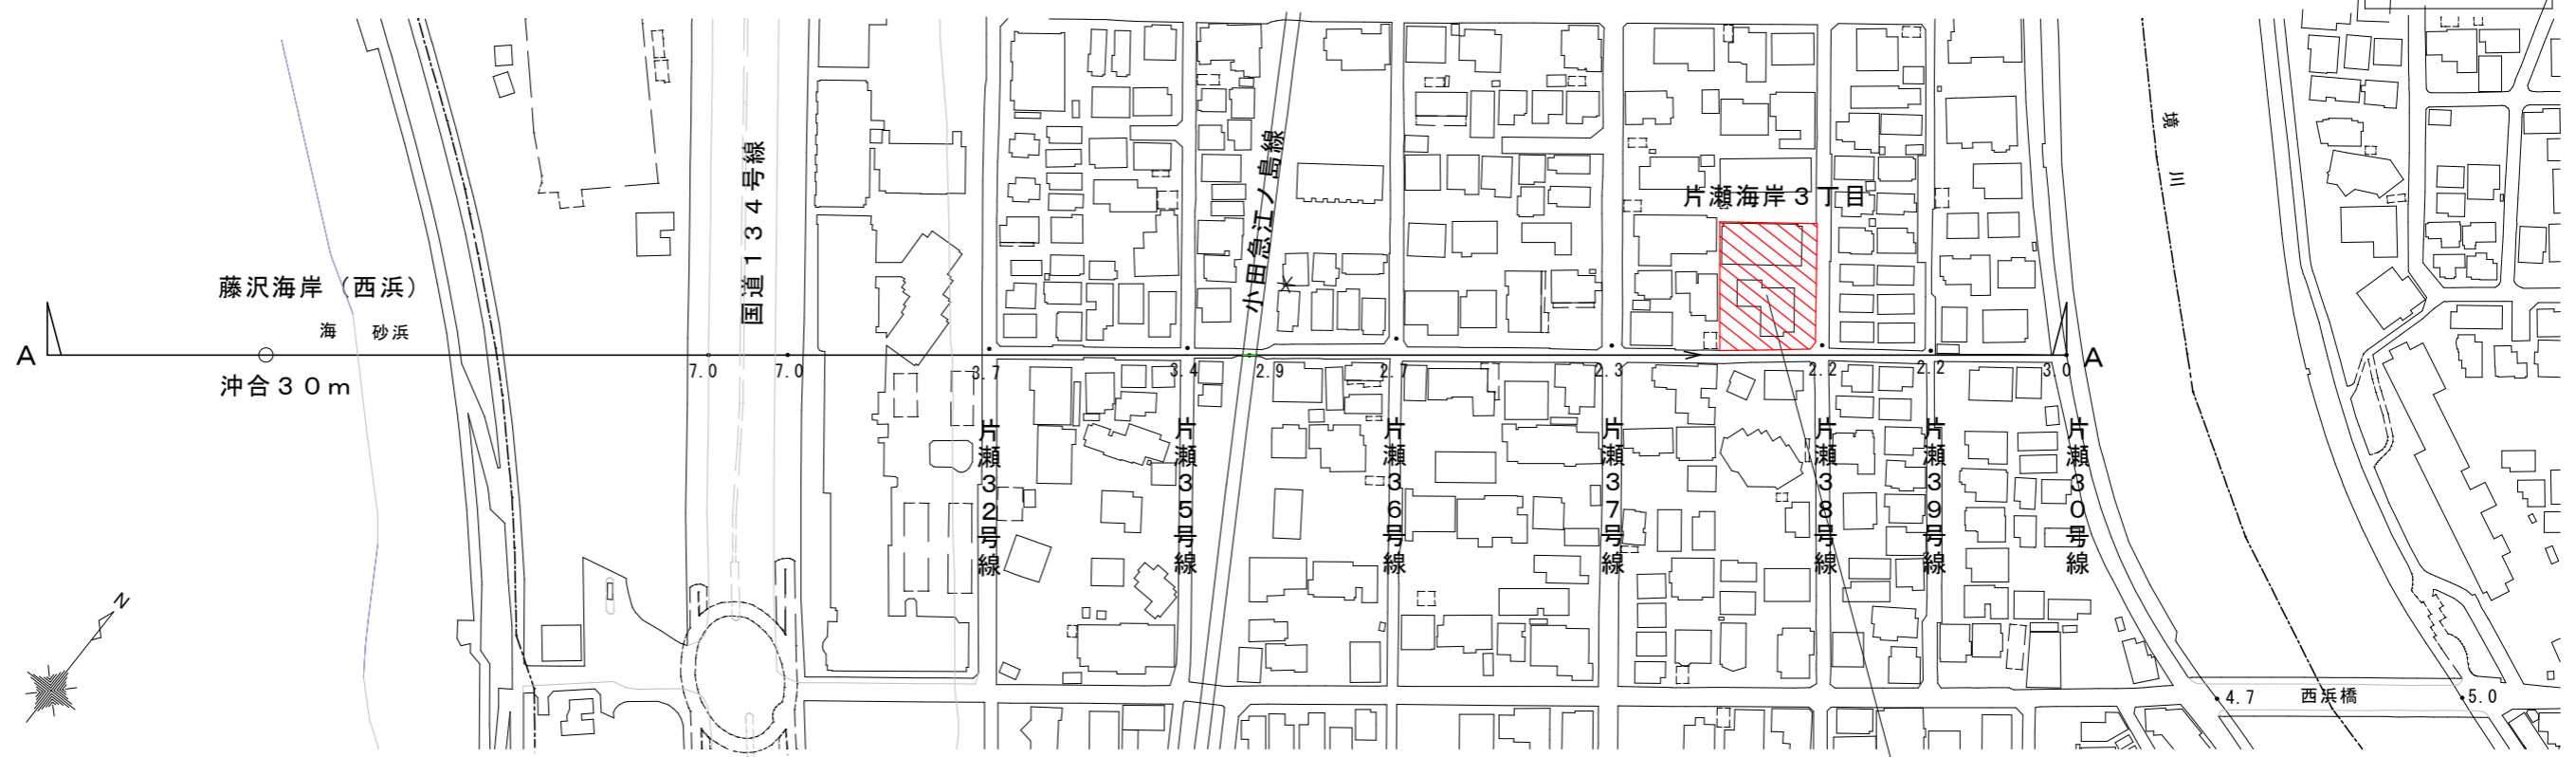 境川
国道134号線
小田急江ノ島線
片瀬海岸3丁目
藤沢海岸（西浜）
海 砂浜
A
A
沖合30m
7.0
7.0
3.7
3.4
2.9
2.7
2.3
2.2
2.2
3.0
片瀬32号線
片瀬35号線
片瀬36号線
片瀬37号線
片瀬38号線
片瀬39号線
片瀬30号線
N
4.7
西浜橋
5.0